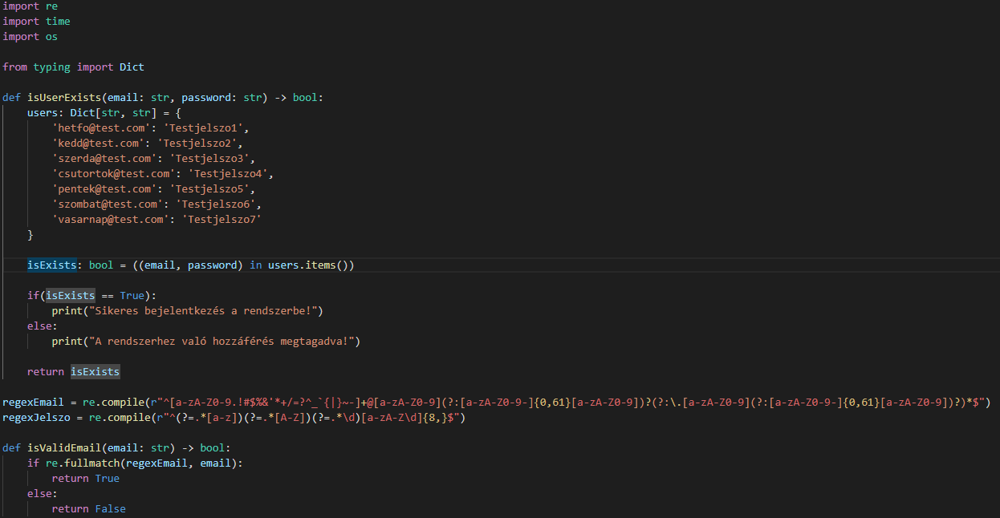 import re
import time
import os
from typing import Dict
def isUserExists(email: str, password: str) -> bool:
    users: Dict[str, str] = {
        'hetfo@test.com': 'Testjelszo1',
        'kedd@test.com': 'Testjelszo2',
        'szerda@test.com': 'Testjelszo3',
        'csutortok@test.com': 'Testjelszo4',
        'pentek@test.com': 'Testjelszo5',
        'szombat@test.com': 'Testjelszo6',
        'vasarnap@test.com': 'Testjelszo7'
    }
    isExists: bool = ((email, password) in users.items())
    if(isExists == True):
        print("Sikeres bejelentkezés a rendszerbe!")
    else:
        print("A rendszerhez való hozzáférés megtagadva!")
    return isExists
regexEmail = re.compile(r"^[a-zA-Z0-9.!#$%&'*+/=?^_`{|}~-]+@[a-zA-Z0-9](?:[a-zA-Z0-9-]{0,61}[a-zA-Z0-9])?(?:\.[a-zA-Z0-9](?:[a-zA-Z0-9-]{0,61}[a-zA-Z0-9])?)*$")
regexJelszo = re.compile(r"^(?=.*[a-z])(?=.*[A-Z])(?=.*\d)[a-zA-Z\d]{8,}$")
def isValidEmail(email: str) -> bool:
    if re.fullmatch(regexEmail, email):
        return True
    else:
        return False